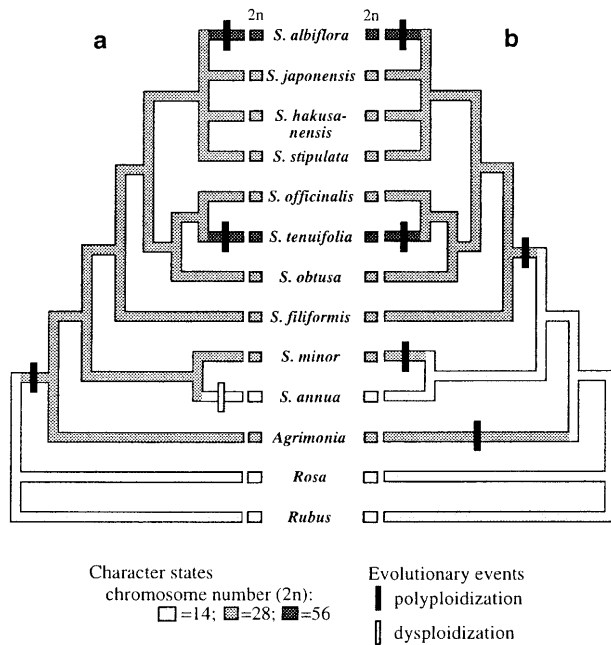 2n 2n
a b
S. albiflora
S. japonensis
S. hakusa-
nensis
S. stipulata
S. officinalis
S. tenuifolia
S. obtusa
S. filiformis
S. minor
S. annua
Agrimonia
Rosa
Rubus
Character states
chromosome number (2n):
=14; =28; =56
Evolutionary events
polyploidization
dysploidization